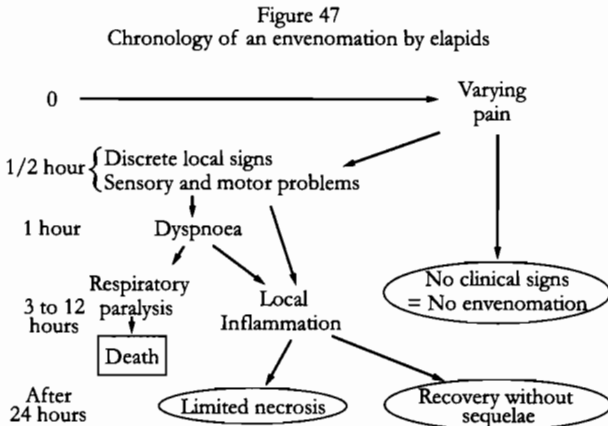 Figure 47
Chronology of an envenomation by elapids
0
Varying
pain
1/2 hour
Discrete local signs
Sensory and motor problems
1 hour
Dyspnoea
No clinical signs
= No envenomation
3 to 12
hours
Respiratory
paralysis
Local
Inflammation
Death
After
24 hours
Limited necrosis
Recovery without
sequelae